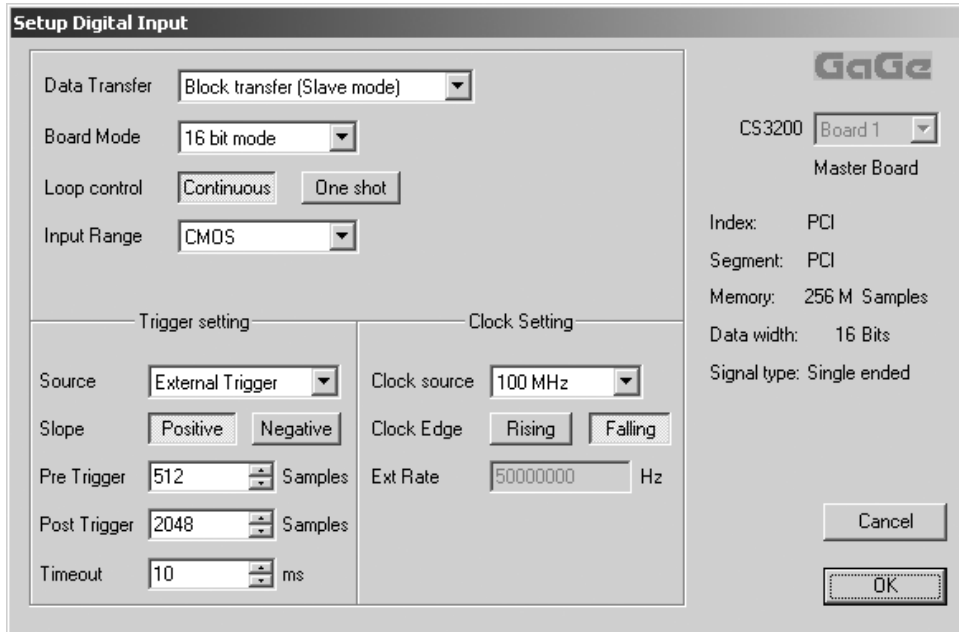 Setup Digital Input
GaGe
Data Transfer Block transfer (Slave mode)
Board Mode 16 bit mode
CS3200 Board 1
Master Board
Loop control Continuous One shot
Input Range CMOS
Index: PCI
Segment: PCI
Memory: 256 M Samples
Data width: 16 Bits
Signal type: Single ended
Trigger setting
Source External Trigger
Slope Positive Negative
Pre Trigger 512 Samples
Post Trigger 2048 Samples
Timeout 10 ms
Clock Setting
Clock source 100 MHz
Clock Edge Rising Falling
Ext Rate 50000000 Hz
Cancel
OK